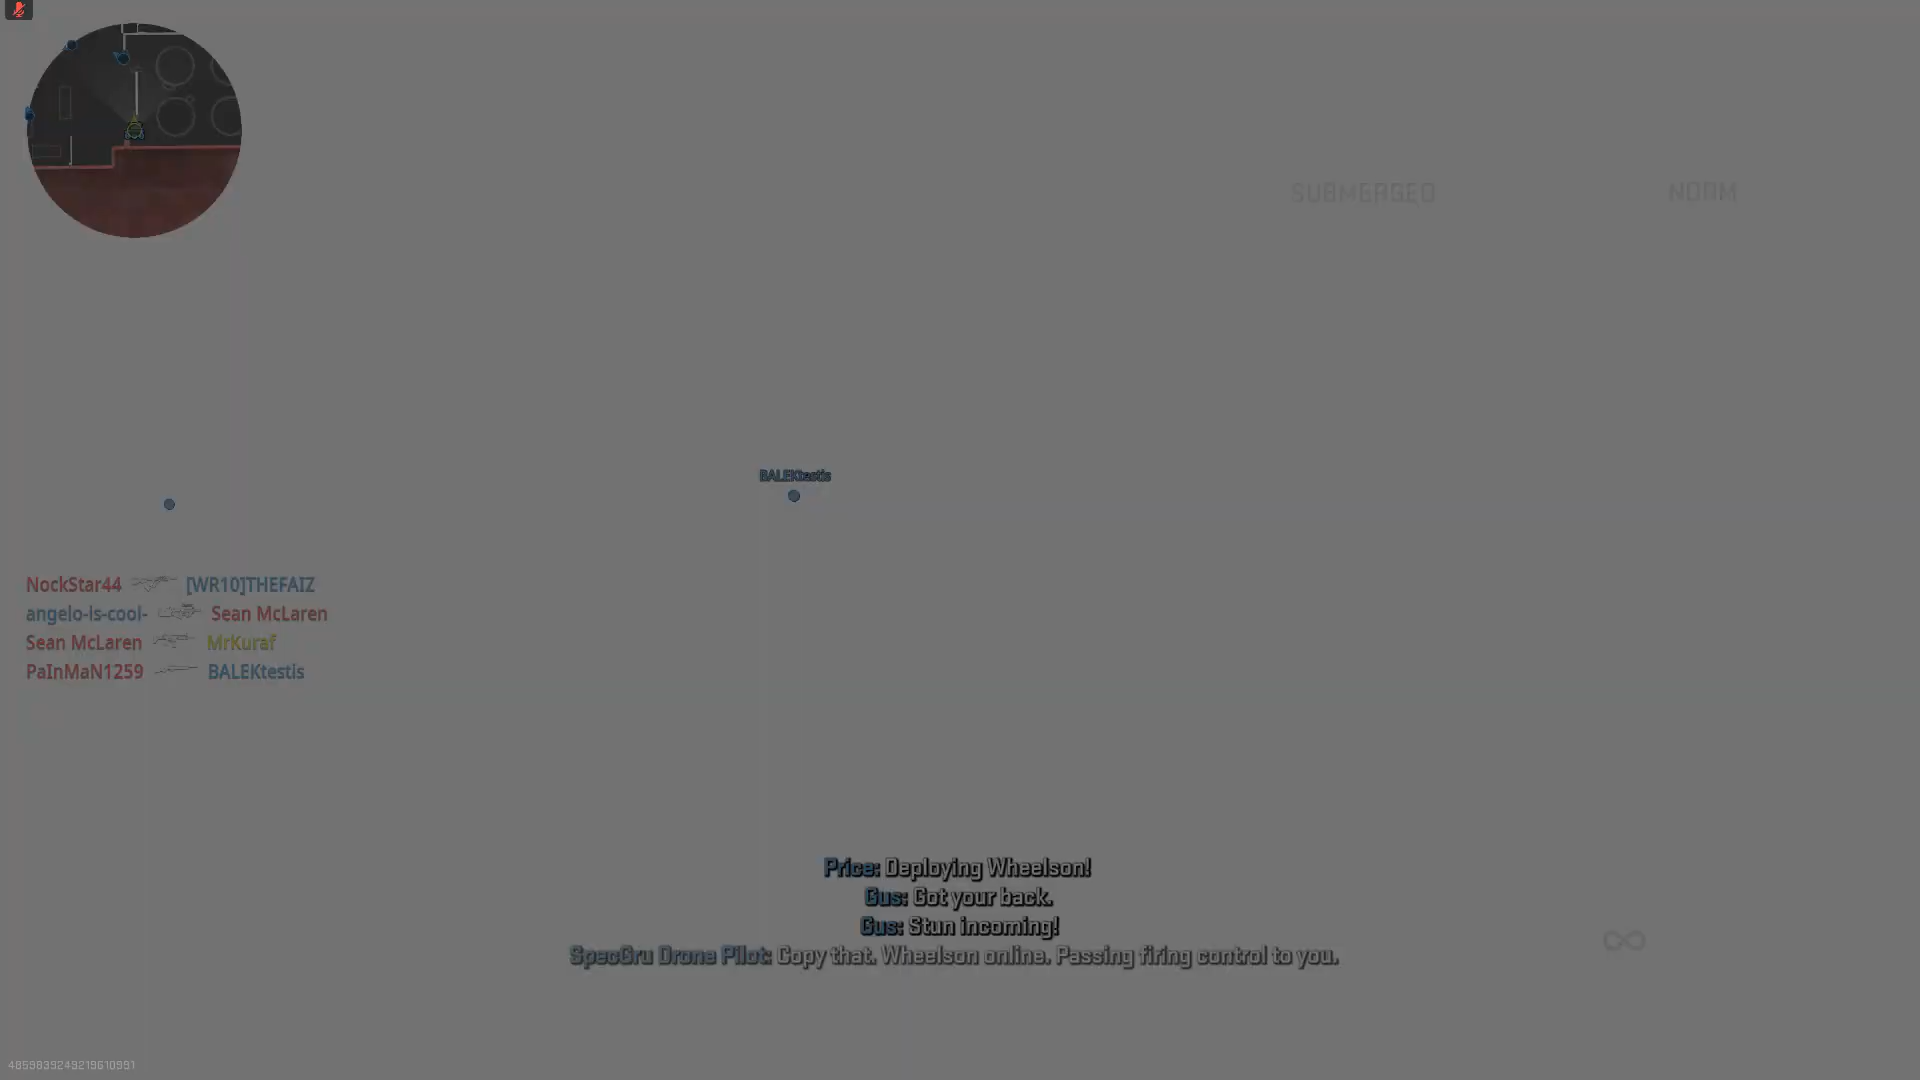 SUBMERGED NORM
BALEKtestis
NockStar44 [WR10]THEFAIZ
angelo-is-cool- Sean McLaren
Sean McLaren MrKuraf
PaInMaN1259 BALEKtestis
Price: Deploying Wheelson!
Gus: Got your back.
Gus: Stun incoming!
SpecGru Drone Pilot: Copy that. Wheelson online. Passing firing control to you.
4859839249219610991